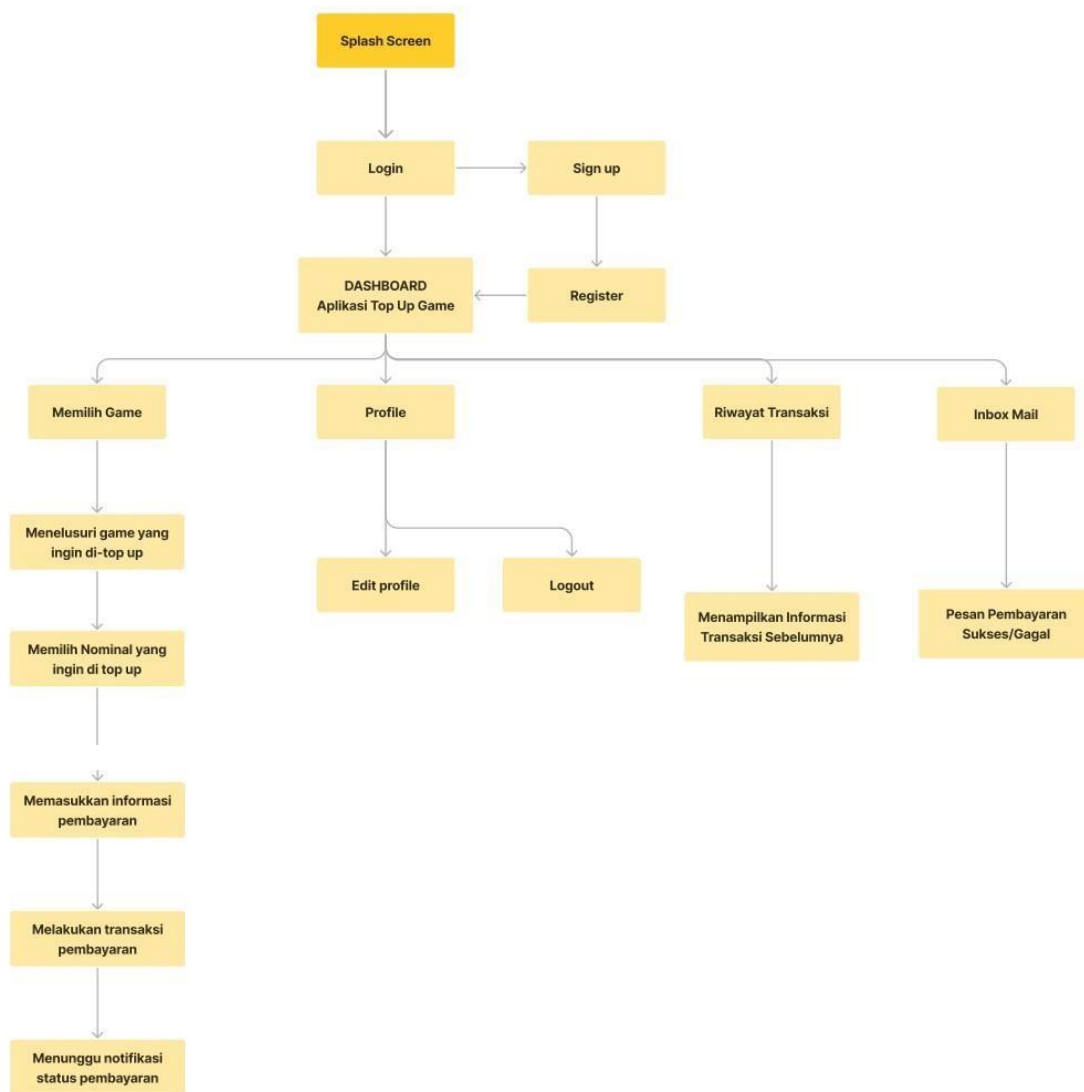 Splash Screen
Login
Sign up
DASHBOARD
Aplikasi Top Up Game
Register
Memilih Game
Profile
Riwayat Transaksi
Inbox Mail
Menelusuri game yang
ingin di-top up
Edit profile
Logout
Menampilkan Informasi
Transaksi Sebelumnya
Pesan Pembayaran
Sukses/Gagal
Memilih Nominal yang
ingin di top up
Memasukkan informasi
pembayaran
Melakukan transaksi
pembayaran
Menunggu notifikasi
status pembayaran